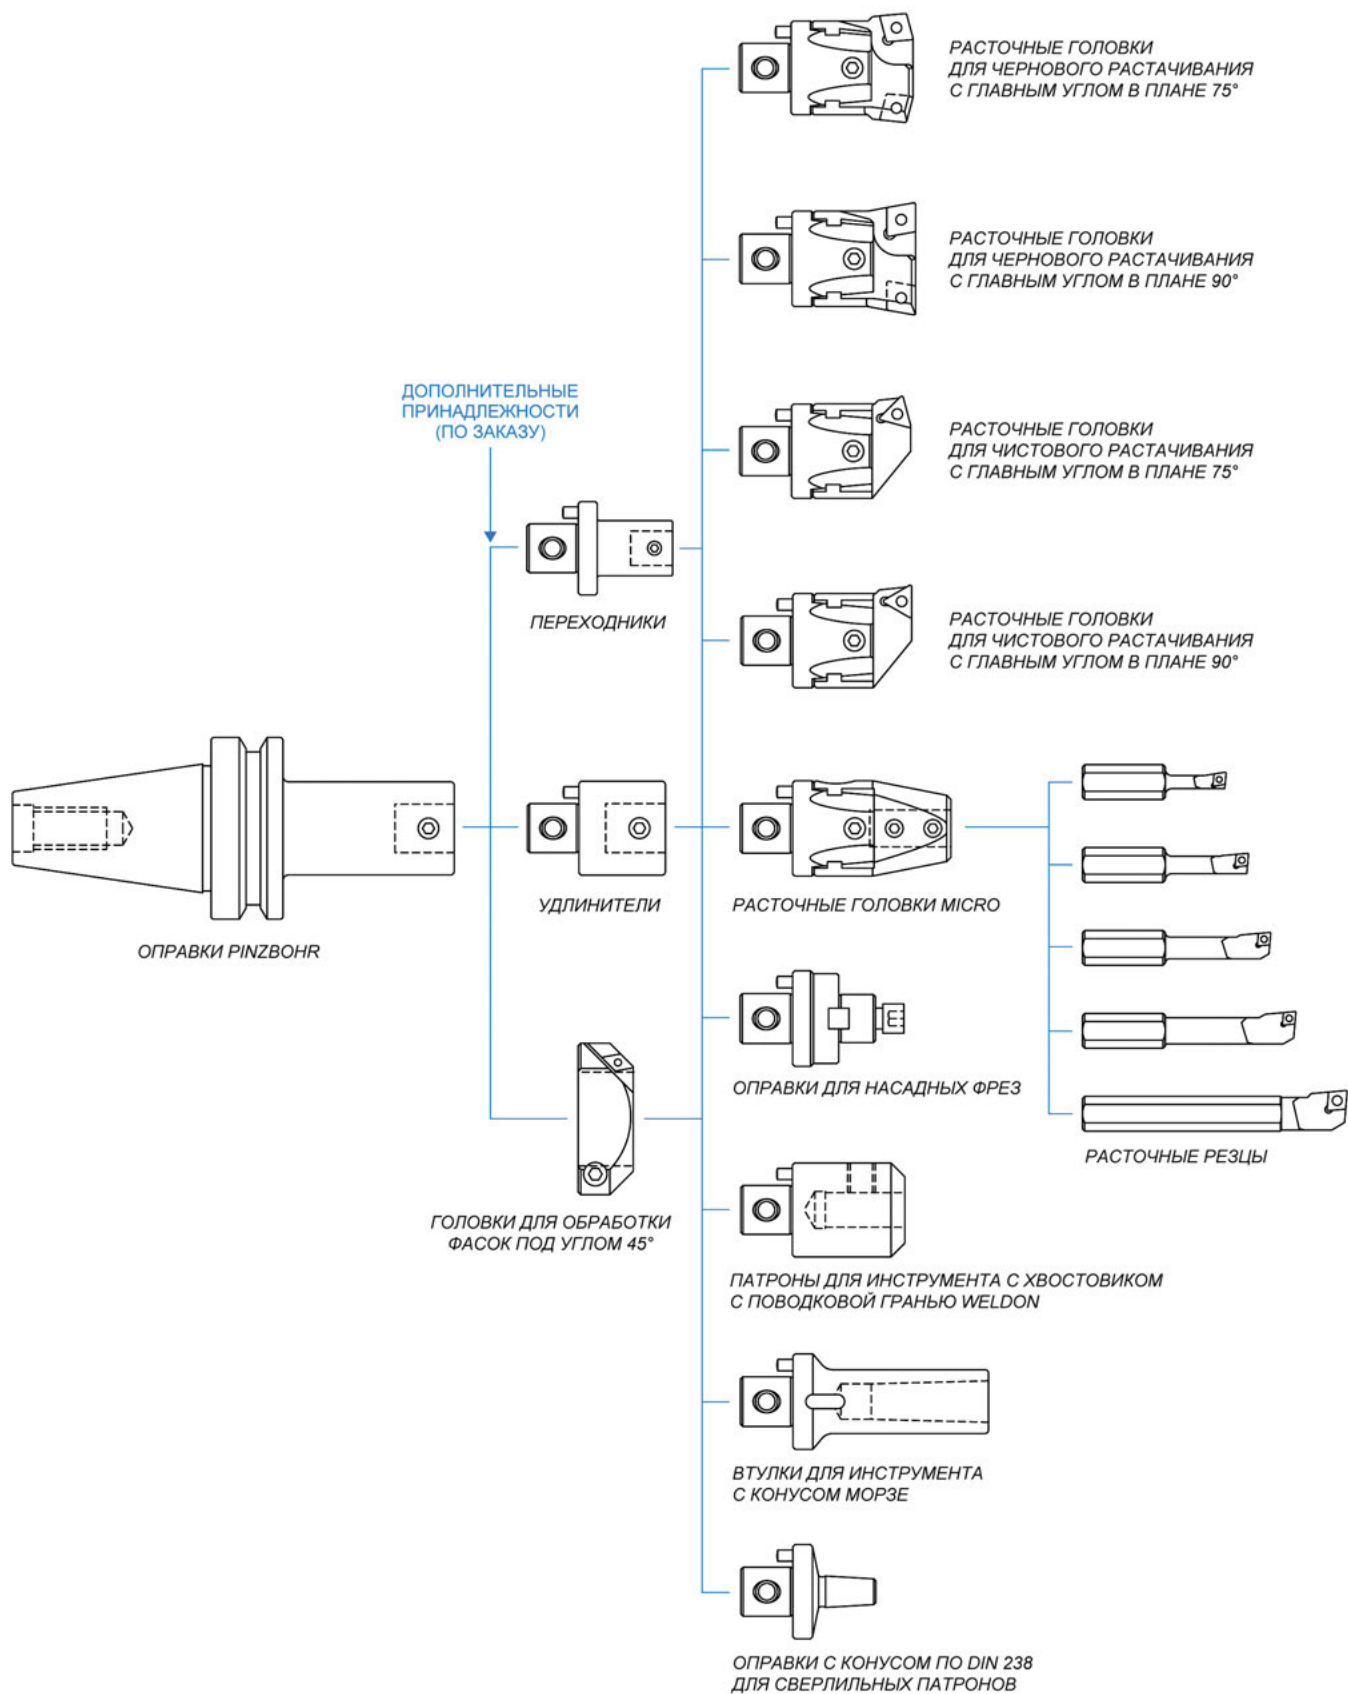 РАСТОЧНЫЕ ГОЛОВКИ
ДЛЯ ЧЕРНОВОГО РАСТАЧИВАНИЯ
С ГЛАВНЫМ УГЛОМ В ПЛАНЕ 75°
РАСТОЧНЫЕ ГОЛОВКИ
ДЛЯ ЧЕРНОВОГО РАСТАЧИВАНИЯ
С ГЛАВНЫМ УГЛОМ В ПЛАНЕ 90°
ДОПОЛНИТЕЛЬНЫЕ
ПРИНАДЛЕЖНОСТИ
(ПО ЗАКАЗУ)
РАСТОЧНЫЕ ГОЛОВКИ
ДЛЯ ЧИСТОВОГО РАСТАЧИВАНИЯ
С ГЛАВНЫМ УГЛОМ В ПЛАНЕ 75°
ПЕРЕХОДНИКИ
РАСТОЧНЫЕ ГОЛОВКИ
ДЛЯ ЧИСТОВОГО РАСТАЧИВАНИЯ
С ГЛАВНЫМ УГЛОМ В ПЛАНЕ 90°
ОПРАВКИ PINZBOHR
УДЛИНИТЕЛИ
РАСТОЧНЫЕ ГОЛОВКИ MICRO
ОПРАВКИ ДЛЯ НАСАДНЫХ ФРЕЗ
РАСТОЧНЫЕ РЕЗЦЫ
ГОЛОВКИ ДЛЯ ОБРАБОТКИ
ФАСОК ПОД УГЛОМ 45°
ПАТРОНЫ ДЛЯ ИНСТРУМЕНТА С ХВОСТОВИКОМ
С ПОВОДКОВОЙ ГРАНЬЮ WELDON
ВТУЛКИ ДЛЯ ИНСТРУМЕНТА
С КОНУСОМ МОРЗЕ
ОПРАВКИ С КОНУСОМ ПО DIN 238
ДЛЯ СВЕРЛИЛЬНЫХ ПАТРОНОВ